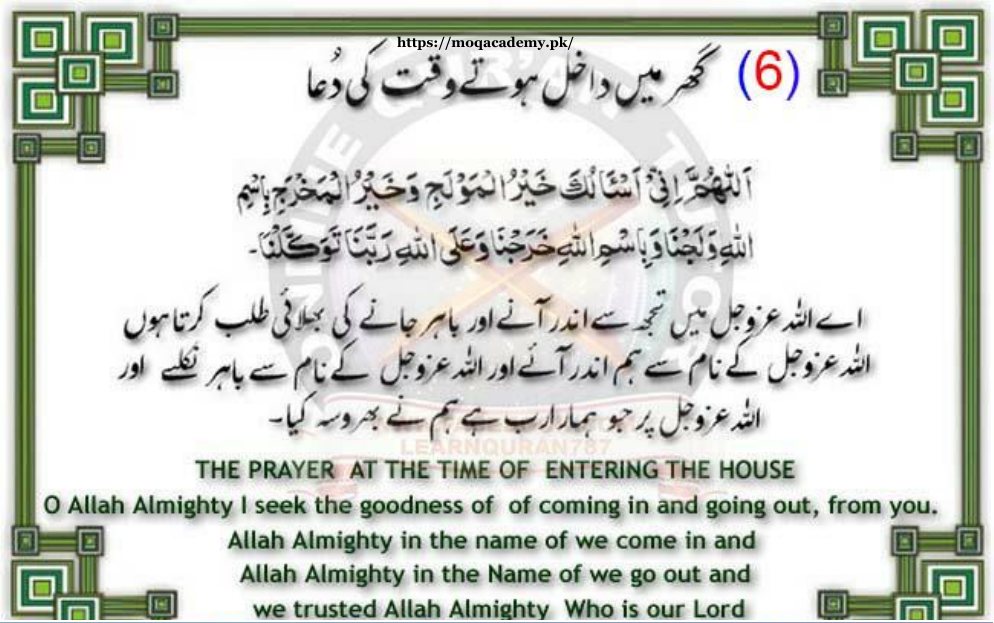 https://moqacademy.pk/
(6) گھر میں داخل ہوتے وقت کی دُعا
اَللّٰهُمَّ اِنِّیْ اَسْئَالُكَ خَیْرُ الْمَوْلَجِ وَخَیْرُ الْمَخْرَجِ بِاسْمِ
اللّٰهِ وَلَجْنَا وَبِاسْمِ اللّٰهِ خَرَجْنَا وَعَلَی اللّٰهِ رَبِّنَا تَوَكَّلْنَا۔
اے اللہ عزوجل میں تجھ سے اندر آنے اور باہر جانے کی بھلائی طلب کرتا ہوں
اللہ عزوجل کے نام سے ہم اندر آئے اور اللہ عزوجل کے نام سے باہر نکلے اور
اللہ عزوجل پر جو ہمارا رب ہے ہم نے بھروسہ کیا۔
LEARNQURAN787
THE PRAYER AT THE TIME OF ENTERING THE HOUSE
O Allah Almighty I seek the goodness of of coming in and going out, from you.
Allah Almighty in the name of we come in and
Allah Almighty in the Name of we go out and
we trusted Allah Almighty Who is our Lord